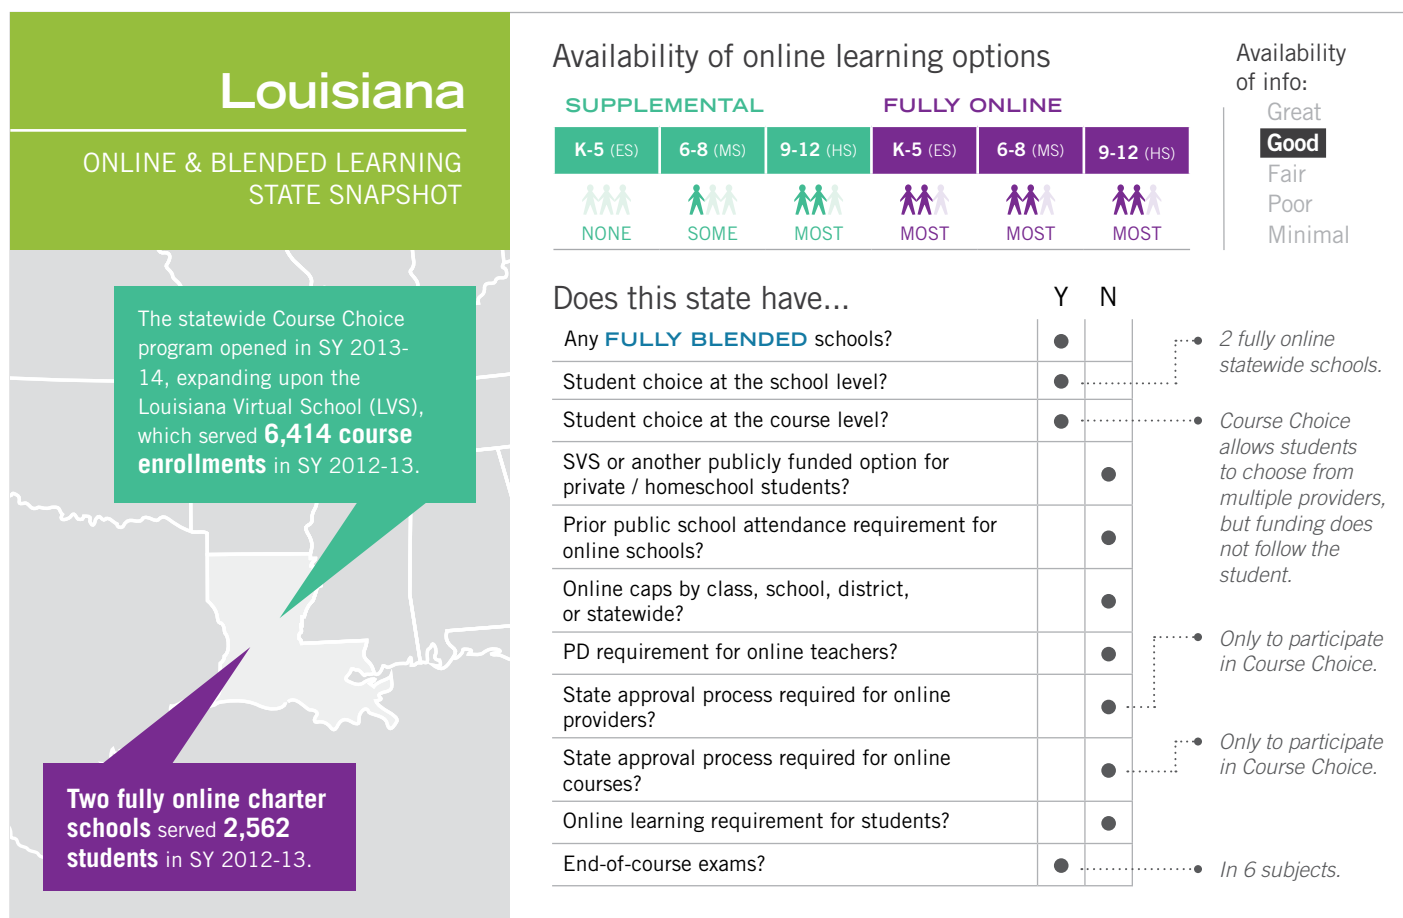 Louisiana
ONLINE & BLENDED LEARNING
STATE SNAPSHOT
The statewide Course Choice
program opened in SY 2013-
14, expanding upon the
Louisiana Virtual School (LVS),
which served 6,414 course
enrollments in SY 2012-13.
Two fully online charter
schools served 2,562
students in SY 2012-13.
Availability of online learning options
SUPPLEMENTAL FULLY ONLINE
K-5 (ES) 6-8 (MS) 9-12 (HS) K-5 (ES) 6-8 (MS) 9-12 (HS)
NONE SOME MOST MOST MOST MOST
Availability
of info:
Great
Good
Fair
Poor
Minimal
Does this state have... Y N
Any FULLY BLENDED schools?
Student choice at the school level?
2 fully online
statewide schools.
Student choice at the course level?
Course Choice
allows students
to choose from
multiple providers,
but funding does
not follow the
student.
SVS or another publicly funded option for
private / homeschool students?
Prior public school attendance requirement for
online schools?
Online caps by class, school, district,
or statewide?
PD requirement for online teachers?
State approval process required for online
providers?
Only to participate
in Course Choice.
State approval process required for online
courses?
Only to participate
in Course Choice.
Online learning requirement for students?
End-of-course exams?
In 6 subjects.